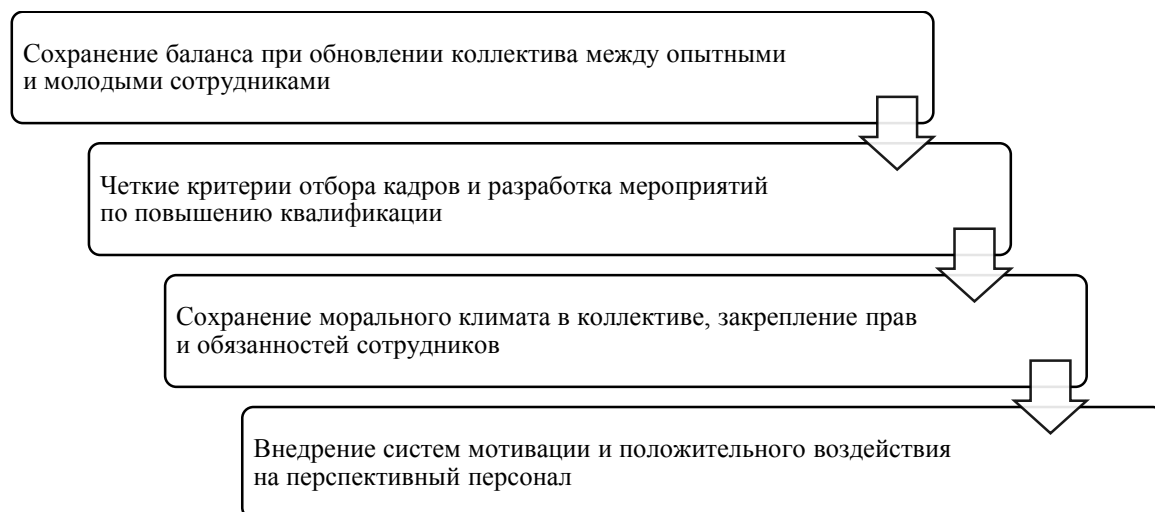 Сохранение баланса при обновлении коллектива между опытными
и молодыми сотрудниками
Четкие критерии отбора кадров и разработка мероприятий
по повышению квалификации
Сохранение морального климата в коллективе, закрепление прав
и обязанностей сотрудников
Внедрение систем мотивации и положительного воздействия
на перспективный персонал